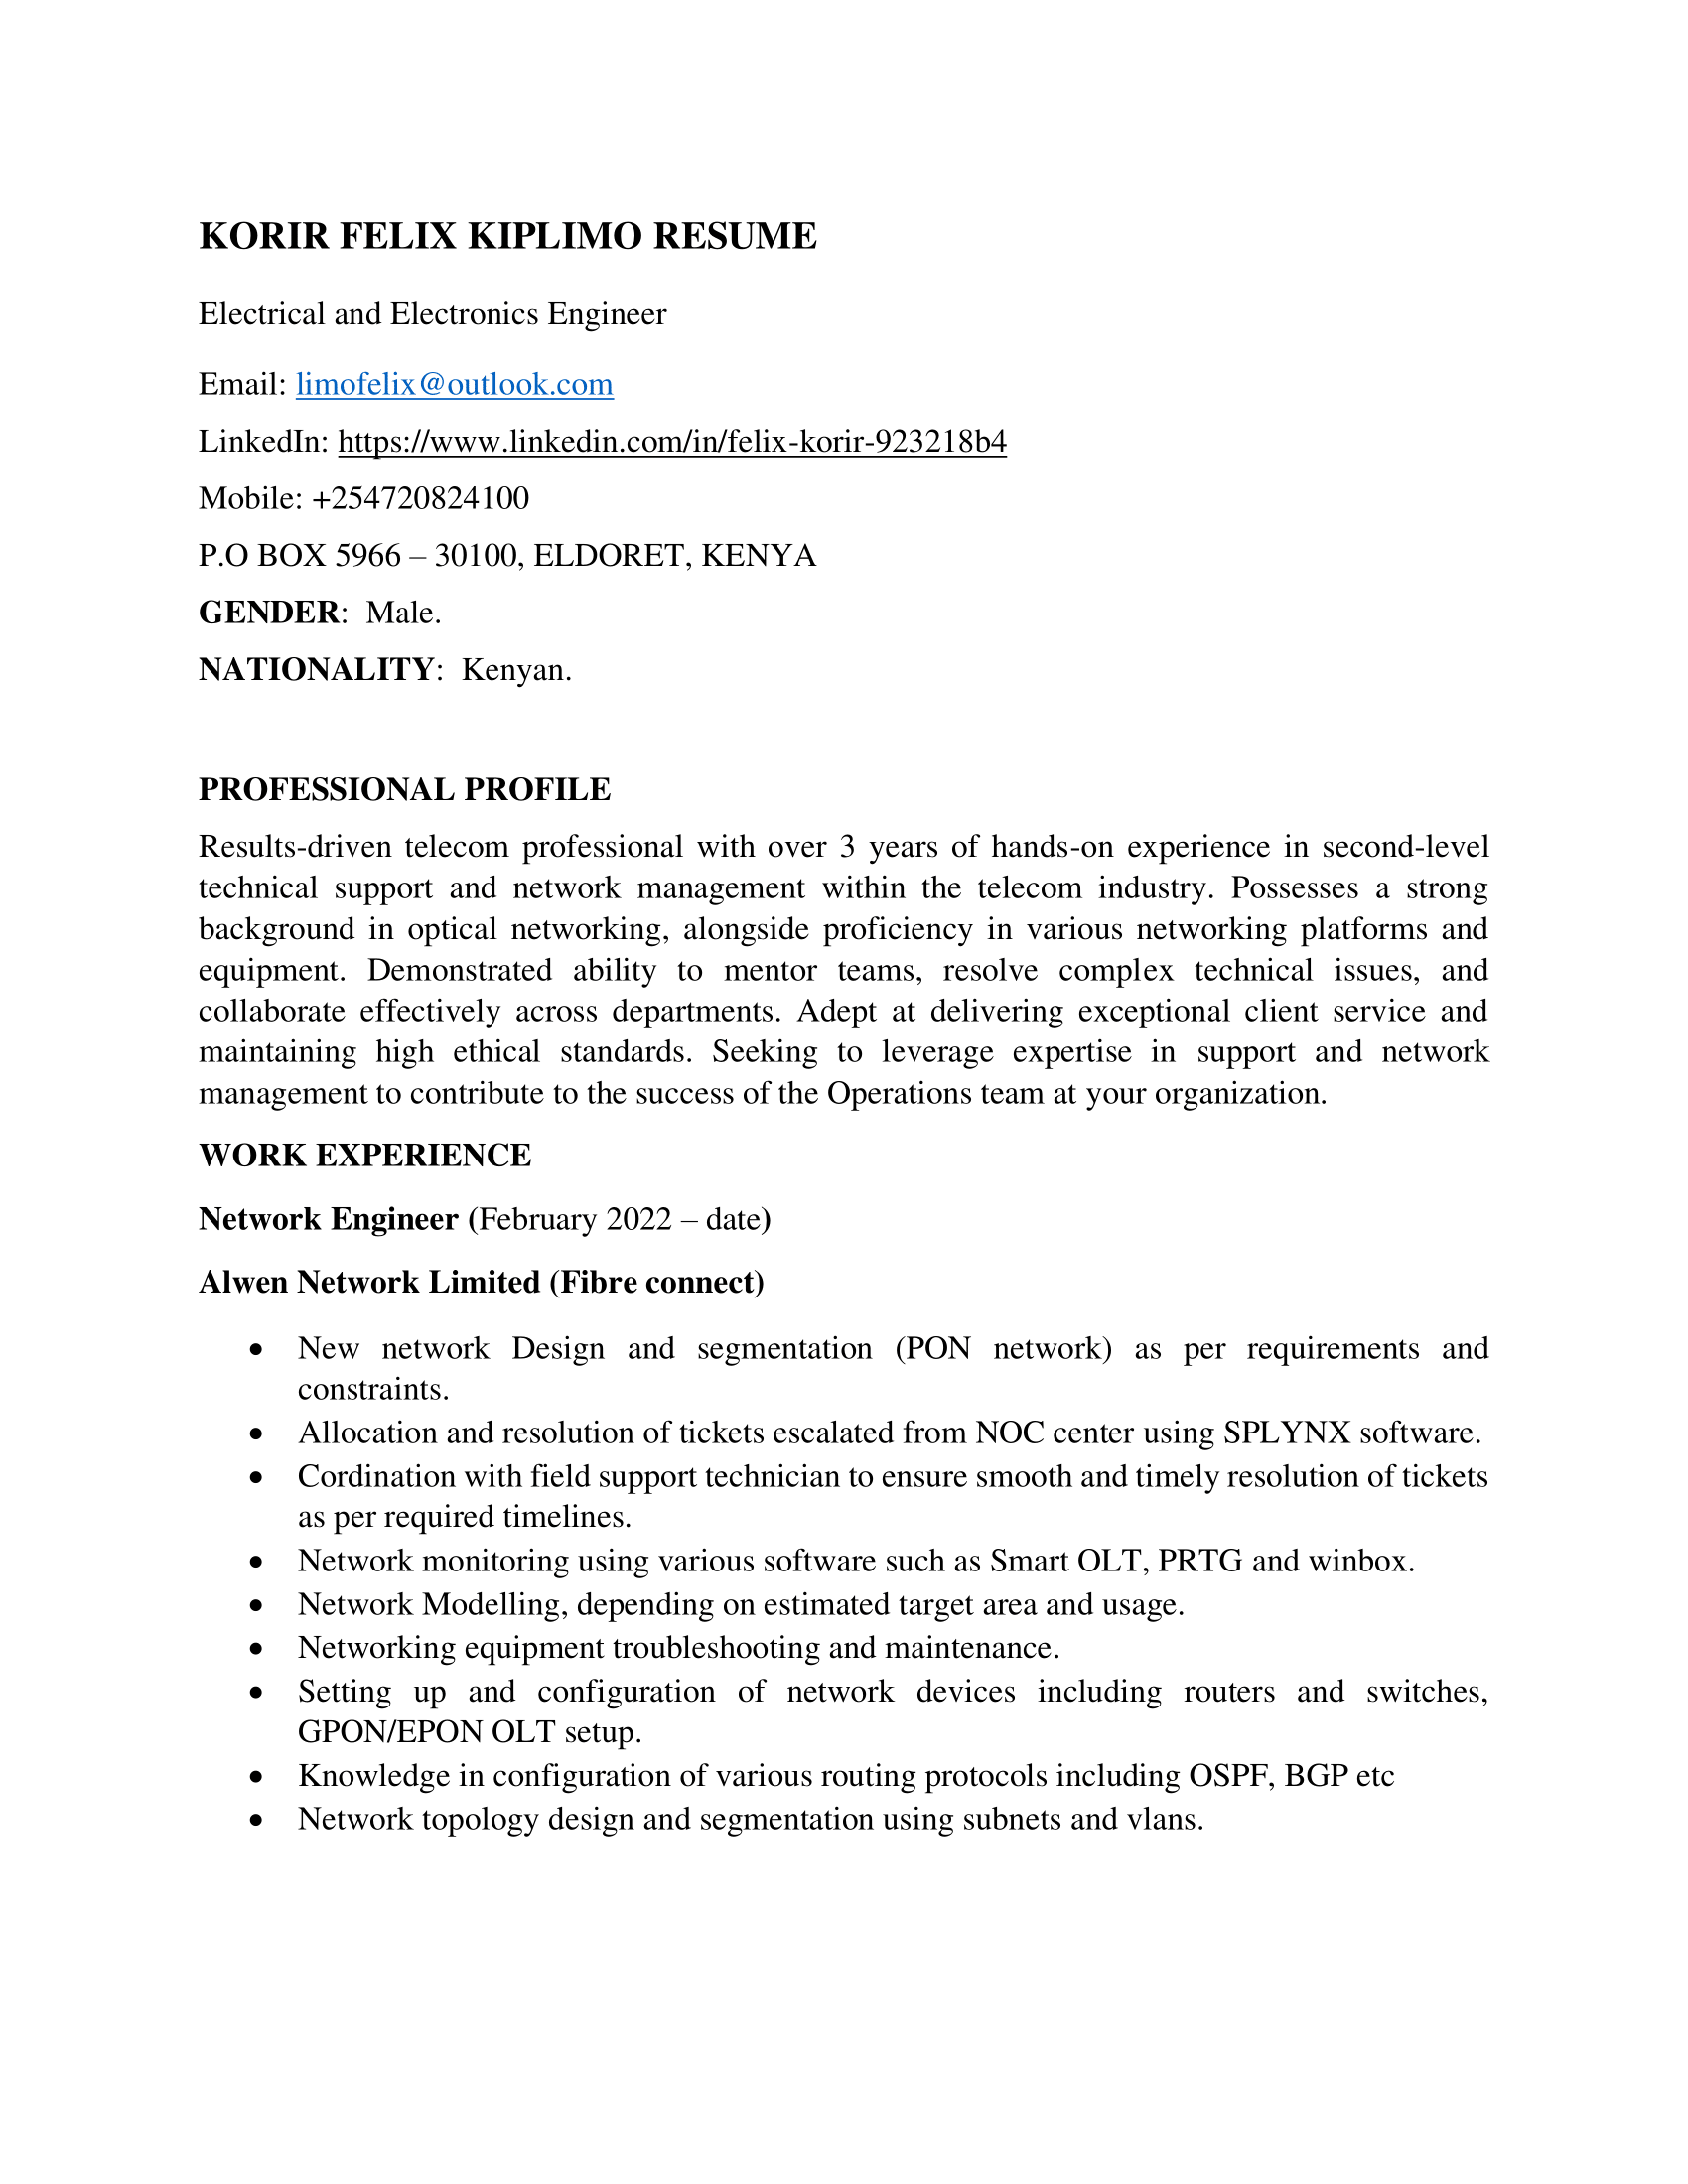 KORIR FELIX KIPLIMO RESUME
Electrical and Electronics Engineer
Email: limofelix@outlook.com
LinkedIn: https://www.linkedin.com/in/felix-korir-923218b4
Mobile: +254720824100
P.O BOX 5966 – 30100, ELDORET, KENYA
GENDER:  Male.
NATIONALITY:  Kenyan.
PROFESSIONAL PROFILE
Results-driven telecom professional with over 3 years of hands-on experience in second-level
technical support and network management within the telecom industry. Possesses a strong
background in optical networking, alongside proficiency in various networking platforms and
equipment. Demonstrated ability to mentor teams, resolve complex technical issues, and
collaborate effectively across departments. Adept at delivering exceptional client service and
maintaining high ethical standards. Seeking to leverage expertise in support and network
management to contribute to the success of the Operations team at your organization.
WORK EXPERIENCE
Network Engineer (February 2022 – date)
Alwen Network Limited (Fibre connect)
• New network Design and segmentation (PON network) as per requirements and
constraints.
• Allocation and resolution of tickets escalated from NOC center using SPLYNX software.
• Cordination with field support technician to ensure smooth and timely resolution of tickets
as per required timelines.
• Network monitoring using various software such as Smart OLT, PRTG and winbox.
• Network Modelling, depending on estimated target area and usage.
• Networking equipment troubleshooting and maintenance.
• Setting up and configuration of network devices including routers and switches,
GPON/EPON OLT setup.
• Knowledge in configuration of various routing protocols including OSPF, BGP etc
• Network topology design and segmentation using subnets and vlans.